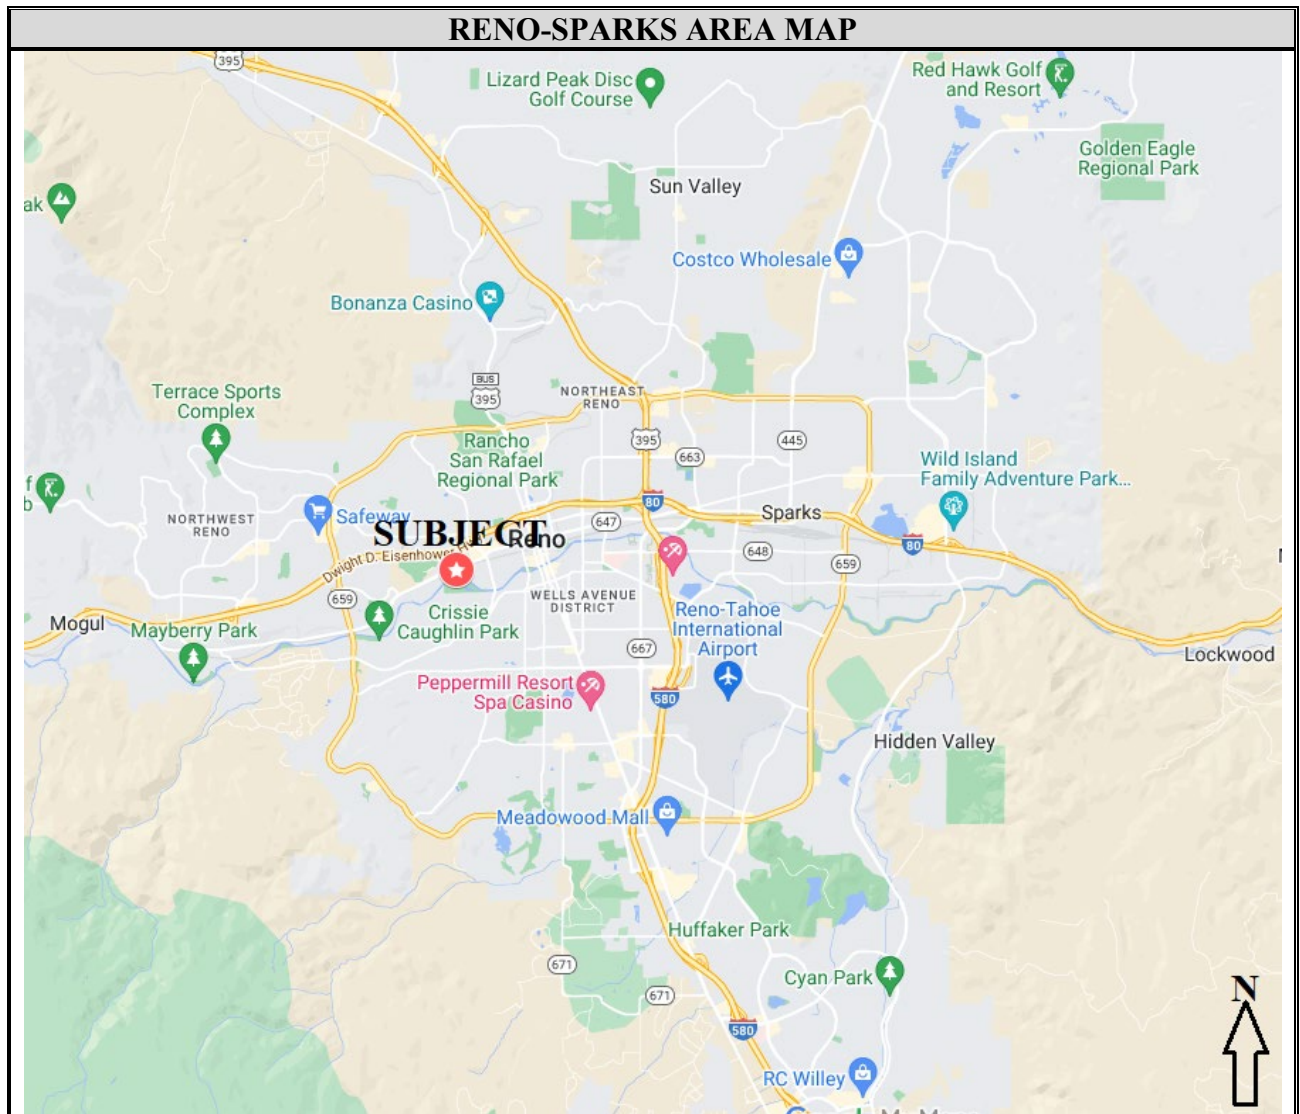 RENO-SPARKS AREA MAP
395
Lizard Peak Disc
Golf Course
Red Hawk Golf
and Resort
Golden Eagle
Regional Park
ak
Sun Valley
Costco Wholesale
Bonanza Casino
BUS
395
NORTHEAST
RENO
Terrace Sports
Complex
Rancho
San Rafael
Regional Park
395
663
445
Wild Island
Family Adventure Park...
f
b
80
Safeway
NORTHWEST
RENO
SUBJECT
Reno
647
Sparks
80
648
659
Dwight D. Eisenhower
659
WELLS AVENUE
DISTRICT
Crissie
Caughlin Park
Reno-Tahoe
International
Airport
Mogul
Mayberry Park
667
Lockwood
Peppermill Resort
Spa Casino
580
Hidden Valley
Meadowood Mall
Huffaker Park
671
Cyan Park
671
N
580
RC Willey